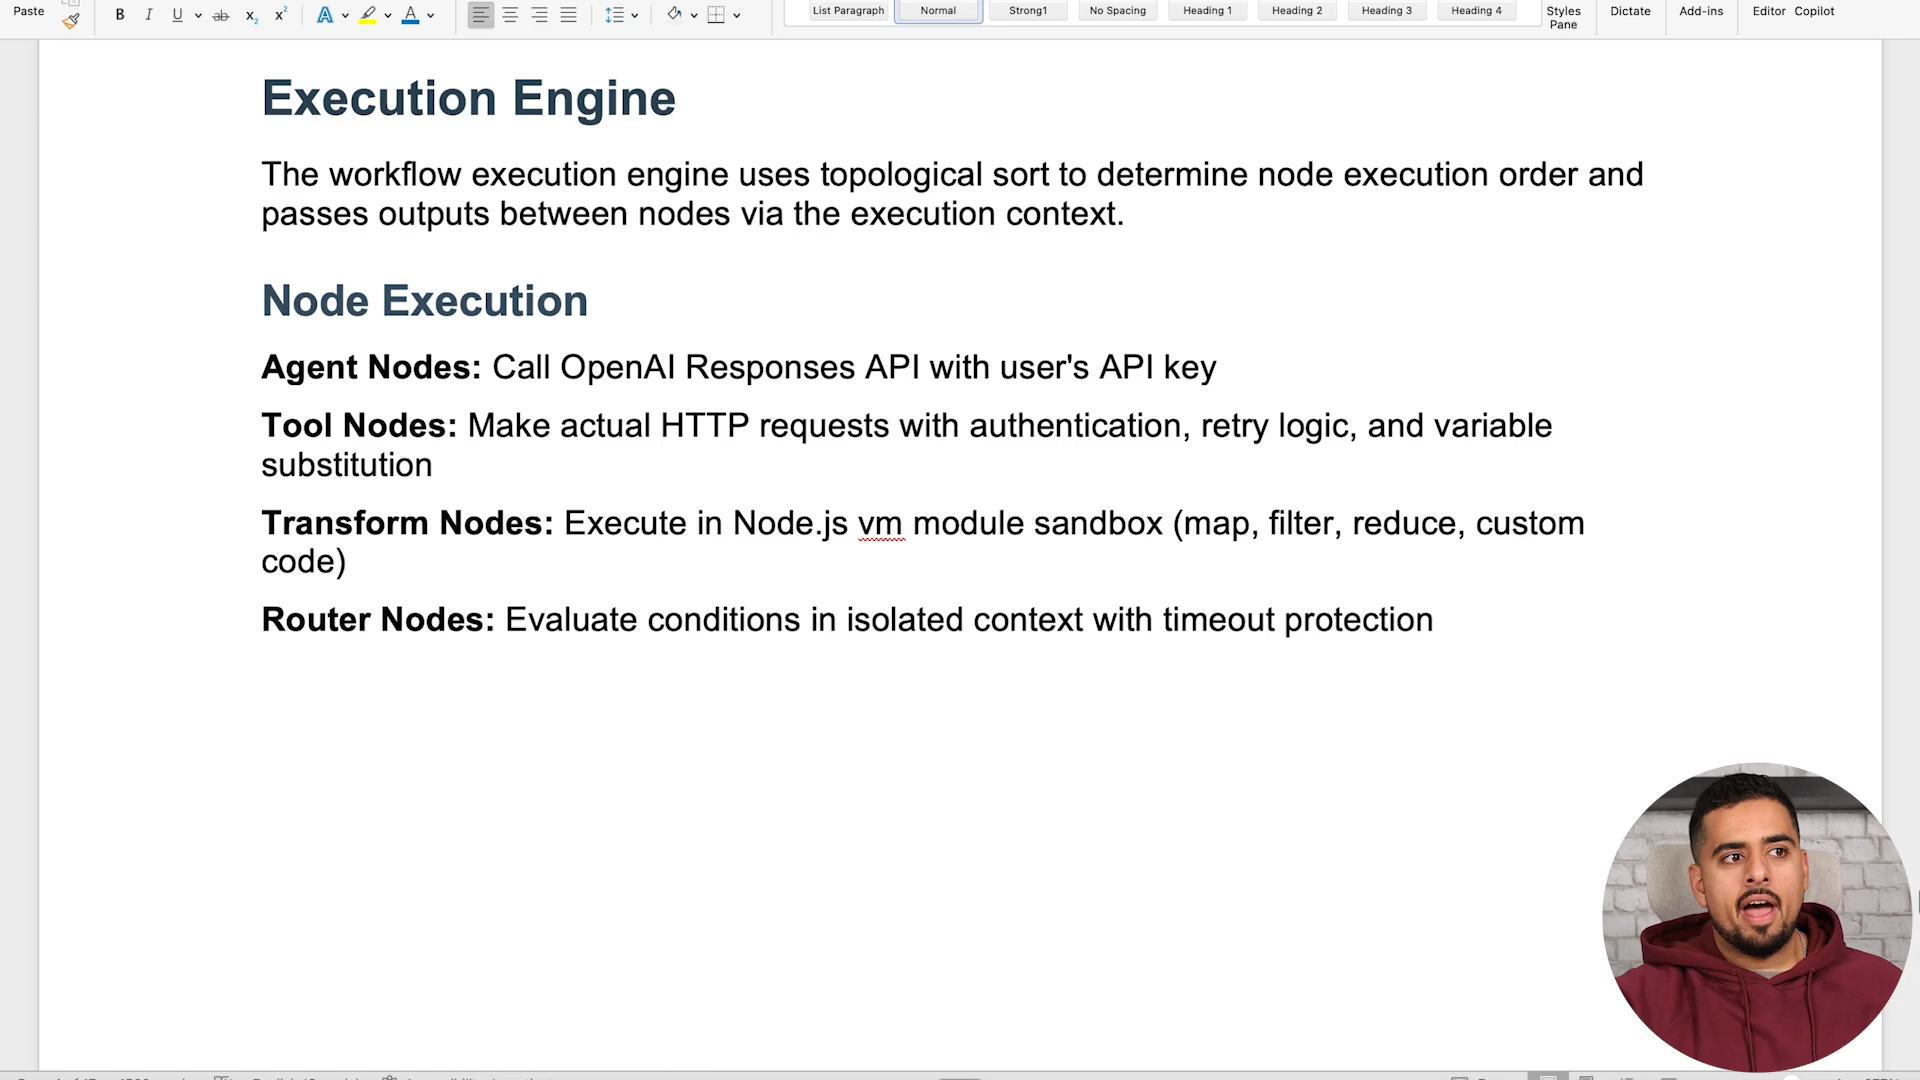 Paste
B I U ab x₂ x² A A
List Paragraph Normal Strong1 No Spacing Heading 1 Heading 2 Heading 3 Heading 4 Styles Pane Dictate Add-ins Editor Copilot
Execution Engine
The workflow execution engine uses topological sort to determine node execution order and
passes outputs between nodes via the execution context.
Node Execution
Agent Nodes: Call OpenAI Responses API with user's API key
Tool Nodes: Make actual HTTP requests with authentication, retry logic, and variable
substitution
Transform Nodes: Execute in Node.js vm module sandbox (map, filter, reduce, custom
code)
Router Nodes: Evaluate conditions in isolated context with timeout protection